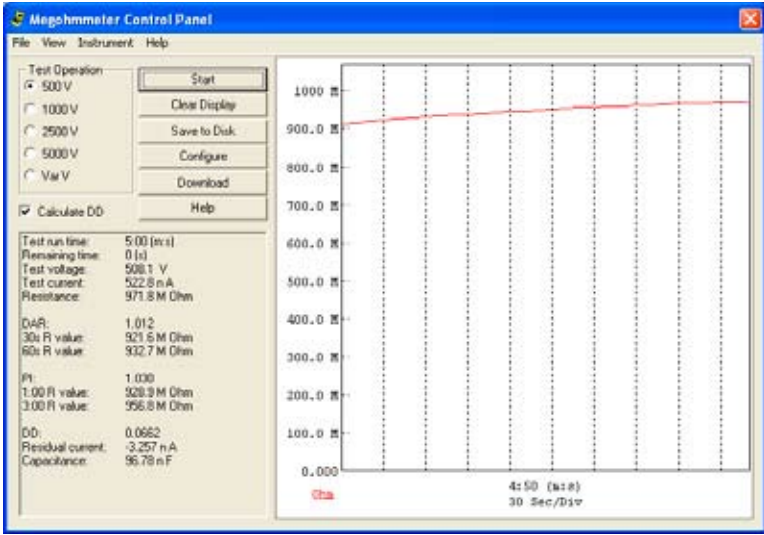 Megohmmeter Control Panel
File View Instrument Help
Test Operation
500 V
1000 V
2500 V
5000 V
Var V
Calculate DD
Start
Clear Display
Save to Disk
Configure
Download
Help
Test run time: 5:00 (m:s)
Remaining time: 0 (s)
Test voltage: 508.1 V
Test current: 522.8 n A
Resistance: 971.8 M Ohm
DAR: 1.012
30s R value: 921.6 M Ohm
60s R value: 932.7 M Ohm
PI: 1.030
1:00 R value: 928.9 M Ohm
3:00 R value: 956.8 M Ohm
DD: 0.0662
Residual current: -3.257 n A
Capacitance: 96.78 n F
1000 M
900.0 M
800.0 M
700.0 M
600.0 M
500.0 M
400.0 M
300.0 M
200.0 M
100.0 M
0.000
Ohm
4:50 (m:s)
30 Sec/Div